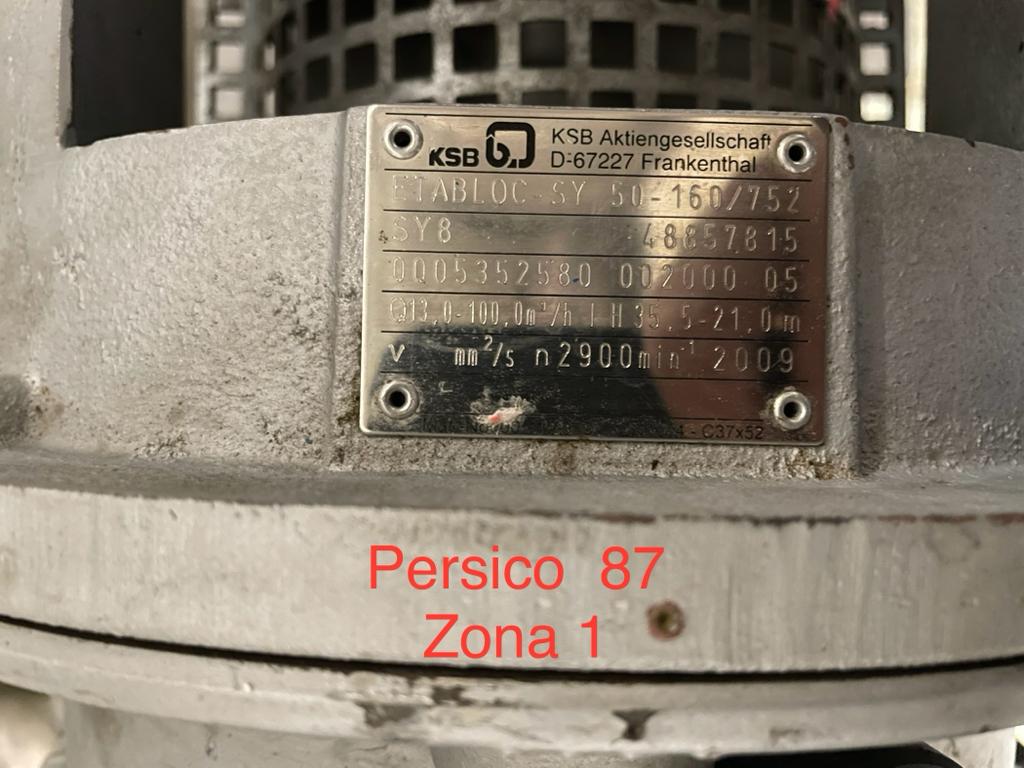 KSB KSB Aktiengesellschaft
D-67227 Frankenthal
ETABLOC-SY 50-160/752
SY8 48857815
0005352580 002000 05
Q13,0-100,0m³/h H 35,5-21,0m
v mm²/s n2900min⁻¹ 2009
- C37x52
Persico 87
Zona 1